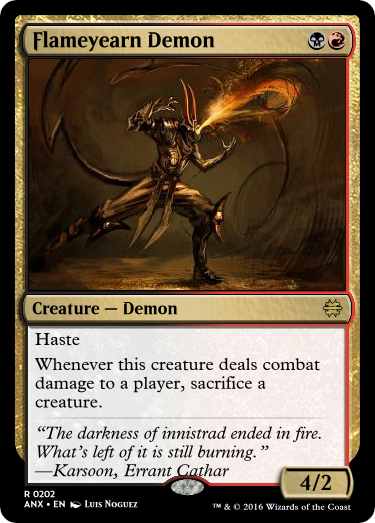 Flameyearn Demon
Creature — Demon
Haste
Whenever this creature deals combat
damage to a player, sacrifice a
creature.
“The darkness of innistrad ended in fire.
What’s left of it is still burning.”
—Karsoon, Errant Cathar
4/2
R 0202
ANX • EN Luis Noguez
™ & © 2016 Wizards of the Coast